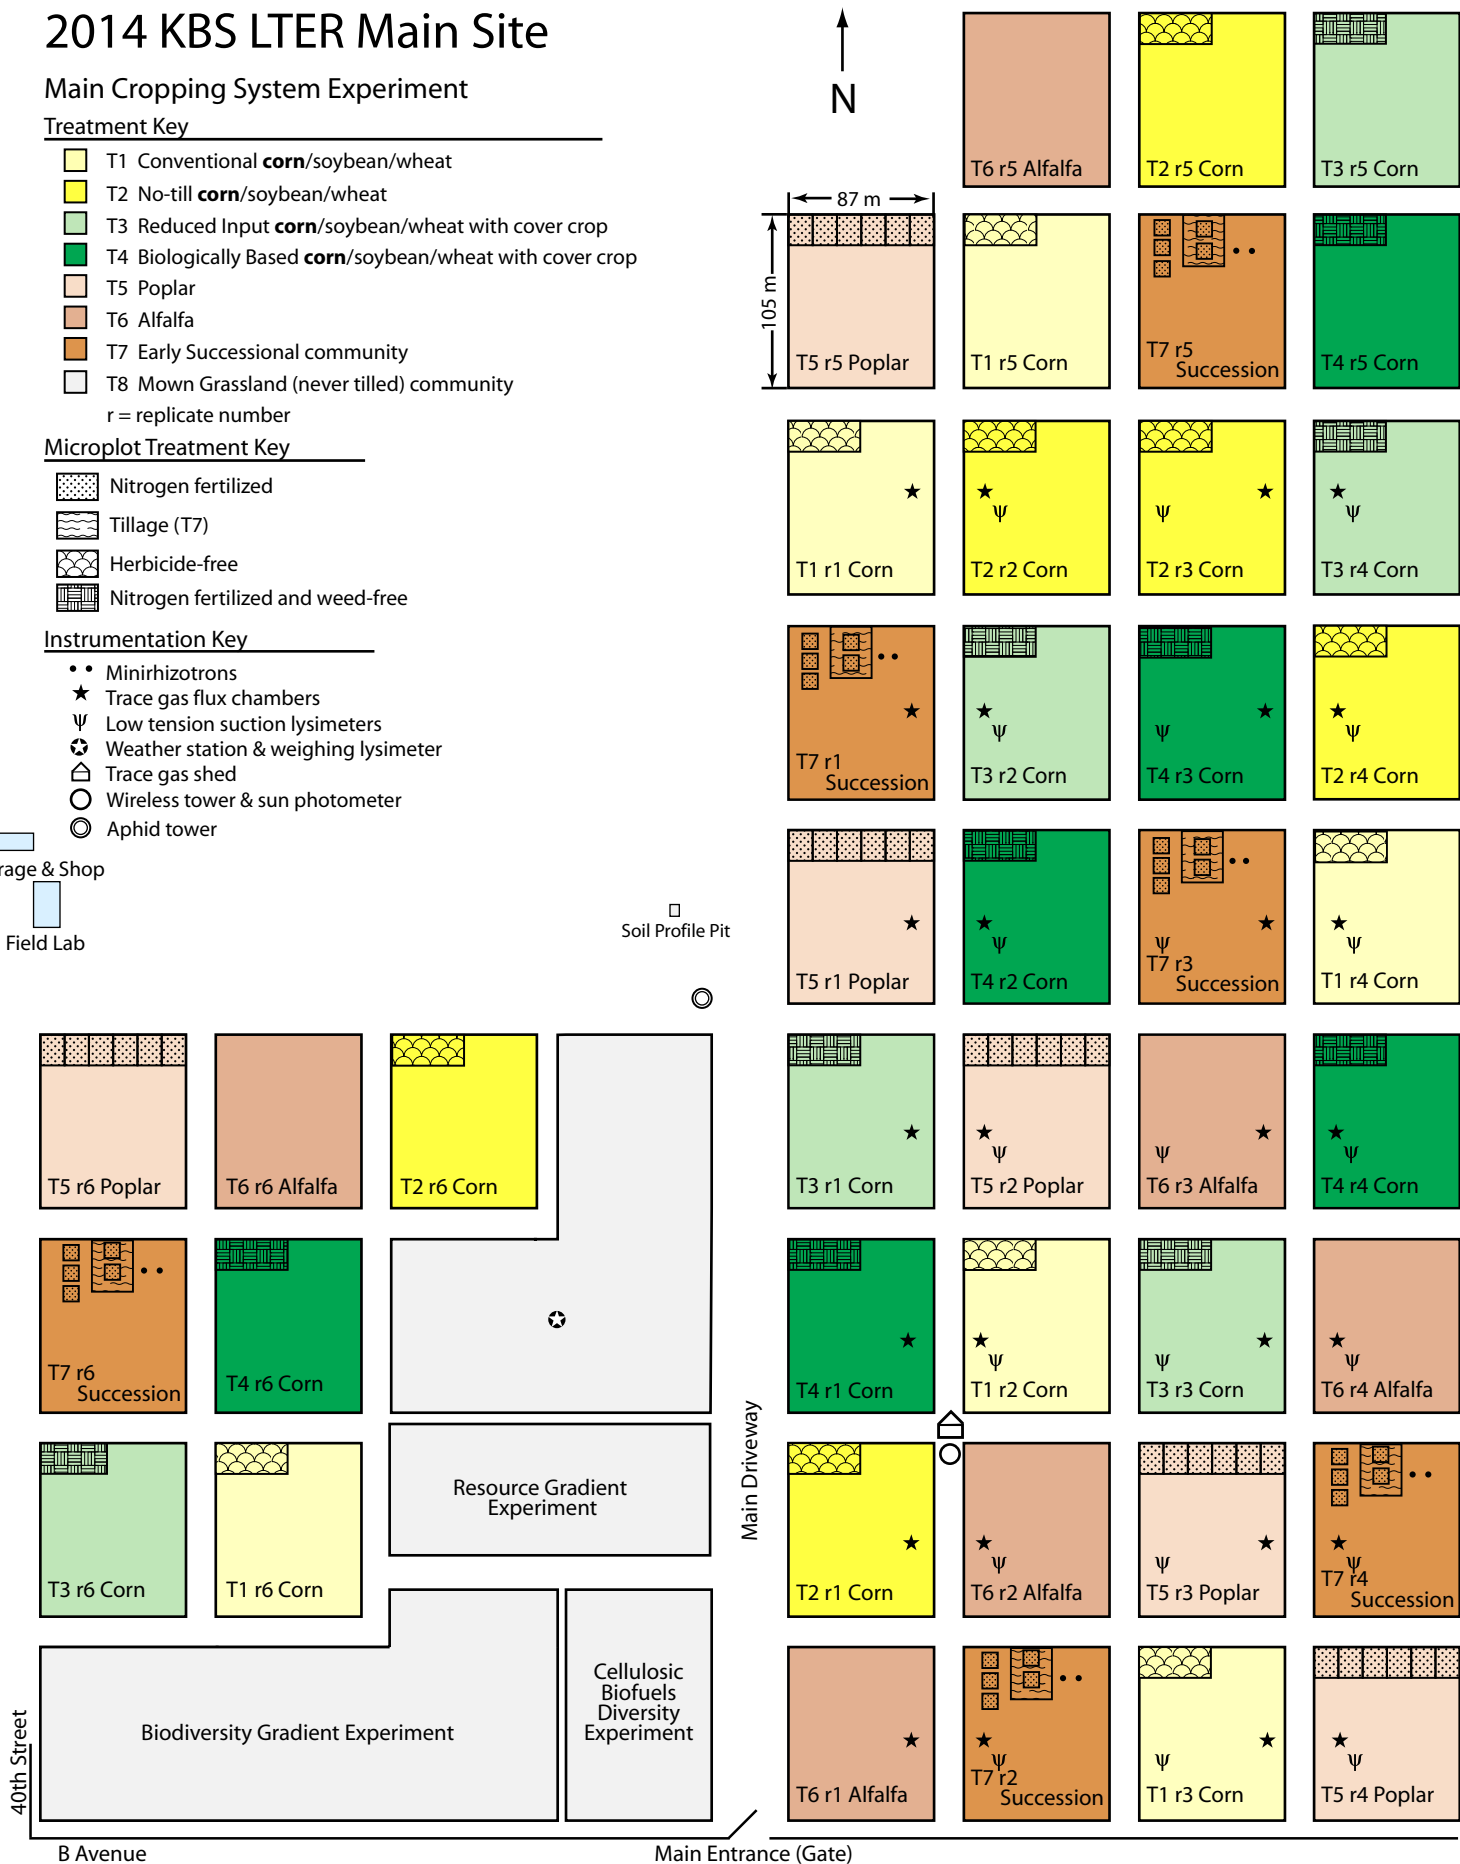 2014 KBS LTER Main Site
Main Cropping System Experiment
Treatment Key
T1 Conventional corn/soybean/wheat
T2 No-till corn/soybean/wheat
T3 Reduced Input corn/soybean/wheat with cover crop
T4 Biologically Based corn/soybean/wheat with cover crop
T5 Poplar
T6 Alfalfa
T7 Early Successional community
T8 Mown Grassland (never tilled) community
r = replicate number
Microplot Treatment Key
Nitrogen fertilized
Tillage (T7)
Herbicide-free
Nitrogen fertilized and weed-free
Instrumentation Key
Minirhizotrons
Trace gas flux chambers
ψ Low tension suction lysimeters
Weather station & weighing lysimeter
Trace gas shed
Wireless tower & sun photometer
Aphid tower
rage & Shop
Field Lab
Soil Profile Pit
N
T6 r5 Alfalfa
T2 r5 Corn
T3 r5 Corn
87 m
105 m
T5 r5 Poplar
T1 r5 Corn
T7 r5
Succession
T4 r5 Corn
ψ
ψ
ψ
T1 r1 Corn
T2 r2 Corn
T2 r3 Corn
T3 r4 Corn
ψ
ψ
ψ
T7 r1
Succession
T3 r2 Corn
T4 r3 Corn
T2 r4 Corn
ψ
ψ
ψ
T5 r1 Poplar
T4 r2 Corn
T7 r3
Succession
T1 r4 Corn
T5 r6 Poplar
T6 r6 Alfalfa
T2 r6 Corn
ψ
ψ
ψ
T3 r1 Corn
T5 r2 Poplar
T6 r3 Alfalfa
T4 r4 Corn
T7 r6
Succession
T4 r6 Corn
ψ
ψ
ψ
T4 r1 Corn
T1 r2 Corn
T3 r3 Corn
T6 r4 Alfalfa
T3 r6 Corn
T1 r6 Corn
Resource Gradient
Experiment
Main Driveway
ψ
ψ
ψ
T2 r1 Corn
T6 r2 Alfalfa
T5 r3 Poplar
T7 r4
Succession
Biodiversity Gradient Experiment
Cellulosic
Biofuels
Diversity
Experiment
ψ
ψ
ψ
T6 r1 Alfalfa
T7 r2
Succession
T1 r3 Corn
T5 r4 Poplar
40th Street
B Avenue
Main Entrance (Gate)